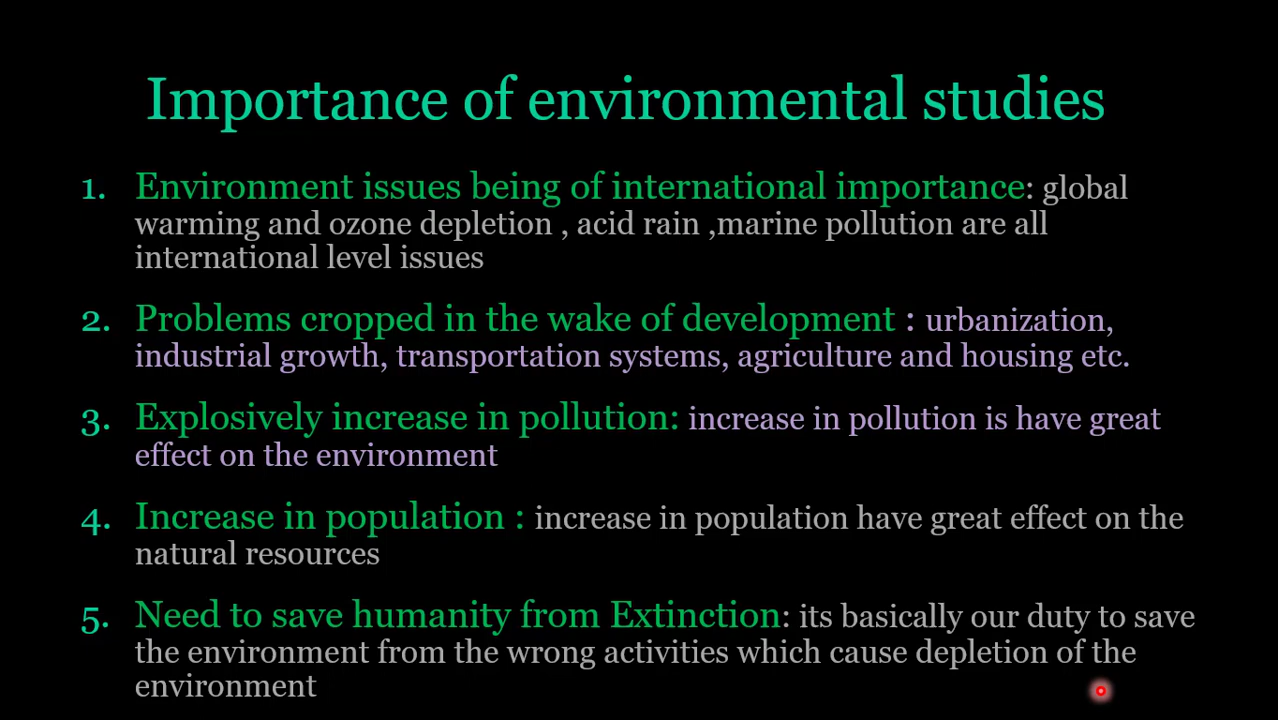 Importance of environmental studies
1. Environment issues being of international importance: global
warming and ozone depletion , acid rain ,marine pollution are all
international level issues
2. Problems cropped in the wake of development : urbanization,
industrial growth, transportation systems, agriculture and housing etc.
3. Explosively increase in pollution: increase in pollution is have great
effect on the environment
4. Increase in population : increase in population have great effect on the
natural resources
5. Need to save humanity from Extinction: its basically our duty to save
the environment from the wrong activities which cause depletion of the
environment